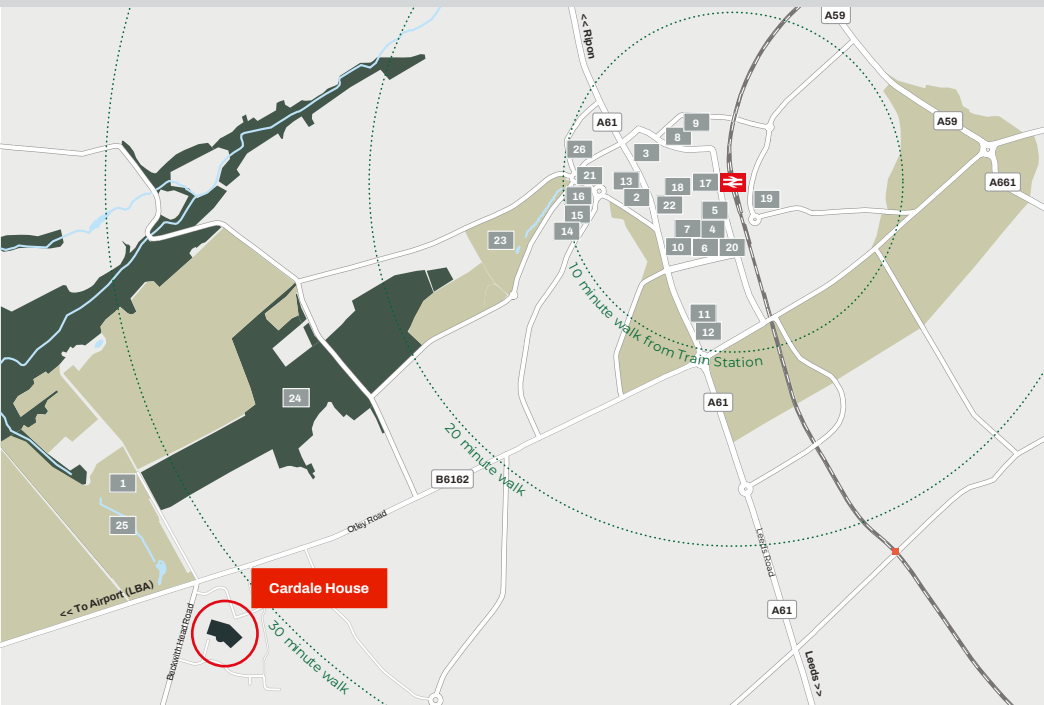 A59
<< Ripon
A61
9
8
A59
3
26
21
13
18
17
A661
16
2
22
19
15
5
14
7
4
23
10
6
20
10 minute walk from Train Station
11
12
24
A61
20 minute walk
B6162
1
25
Otley Road
Leeds Road
<< To Airport (LBA)
Cardale House
A61
Beckwith Head Road
30 minute walk
Leeds >>